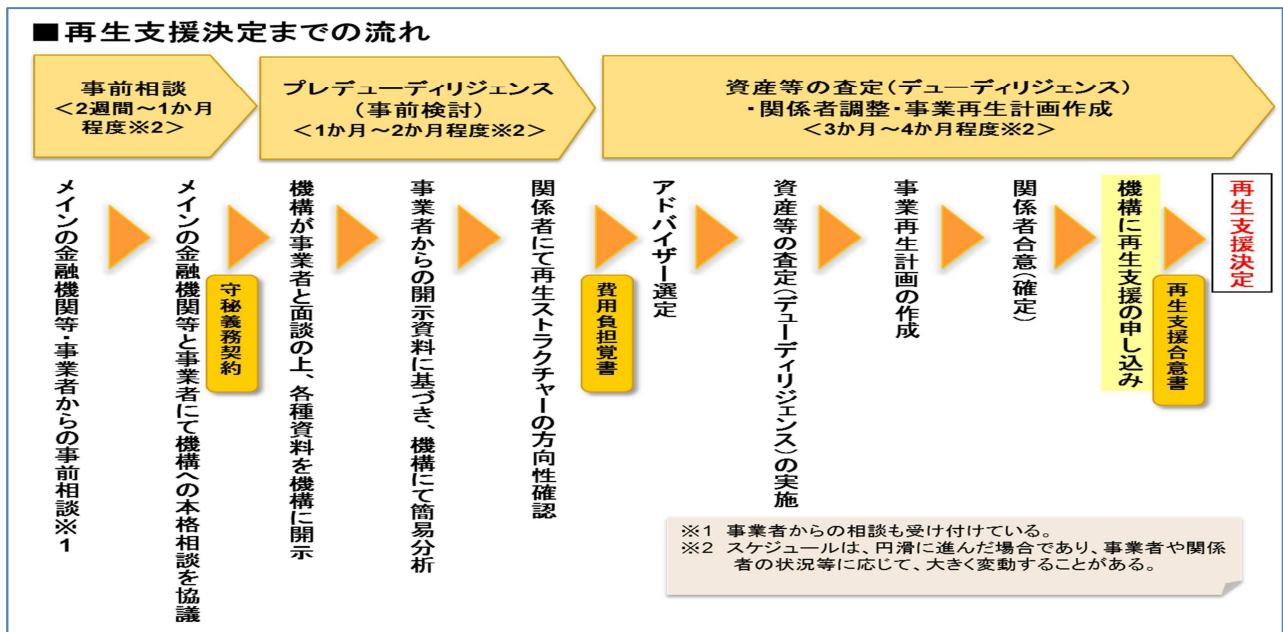 ■再生支援決定までの流れ
事前相談
<2週間～1か月
程度※2>
プレデューディリジェンス
(事前検討)
<1か月～2か月程度※2>
資産等の査定(デューディリジェンス)
・関係者調整・事業再生計画作成
<3か月～4か月程度※2>
メインの金融機関等・事業者からの事前相談※1
メインの金融機関等と事業者にて機構への本格相談を協議
守秘義務契約
機構が事業者と面談の上、各種資料を機構に開示
事業者からの開示資料に基づき、機構にて簡易分析
関係者にて再生ストラクチャーの方向性確認
費用負担覚書
アドバイザー選定
資産等の査定(デューディリジェンス)の実施
事業再生計画の作成
関係者合意(確定)
機構に再生支援の申し込み
再生支援合意書
再生支援決定
※1 事業者からの相談も受け付けている。
※2 スケジュールは、円滑に進んだ場合であり、事業者や関係
者の状況等に応じて、大きく変動することがある。